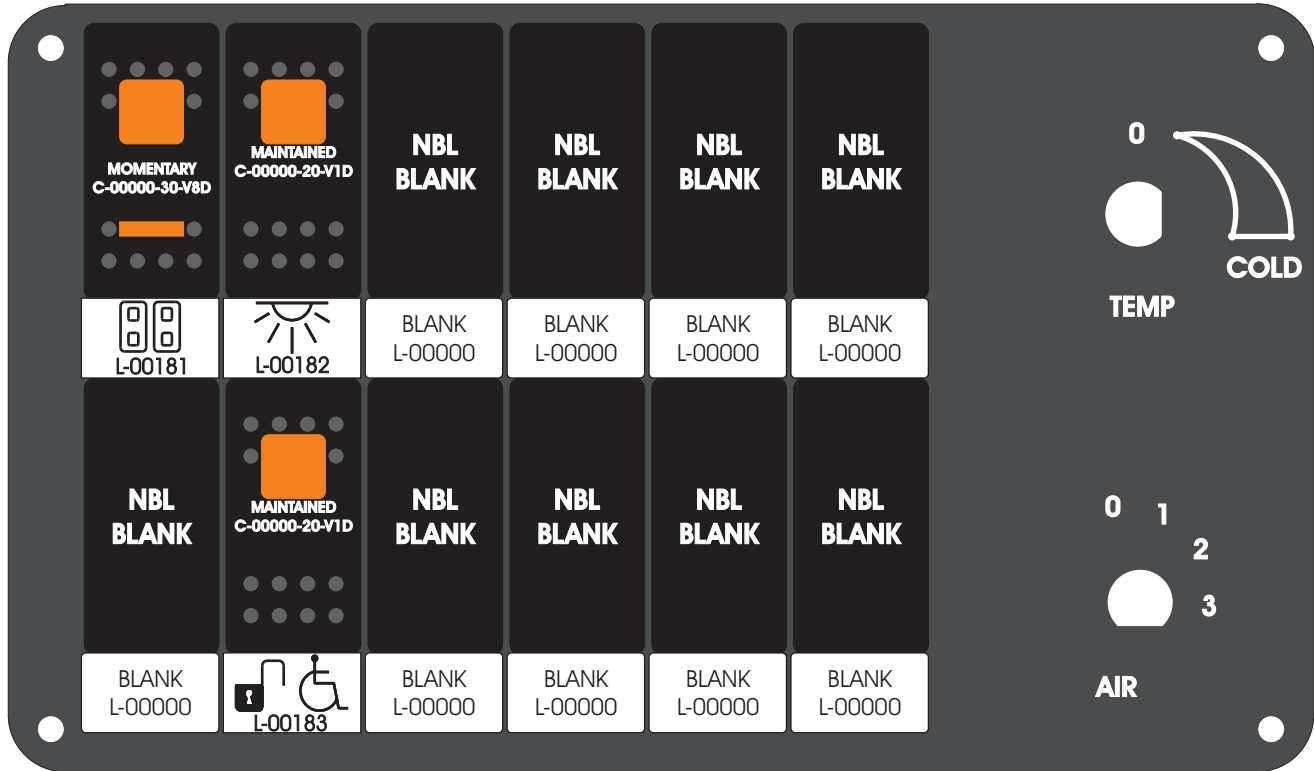 MOMENTARY
C-00000-30-V8D
MAINTAINED
C-00000-20-V1D
NBL
BLANK
NBL
BLANK
NBL
BLANK
NBL
BLANK
L-00181
L-00182
BLANK
L-00000
BLANK
L-00000
BLANK
L-00000
BLANK
L-00000
0
COLD
TEMP
NBL
BLANK
MAINTAINED
C-00000-20-V1D
NBL
BLANK
NBL
BLANK
NBL
BLANK
NBL
BLANK
BLANK
L-00000
L-00183
BLANK
L-00000
BLANK
L-00000
BLANK
L-00000
BLANK
L-00000
0
1
2
3
AIR